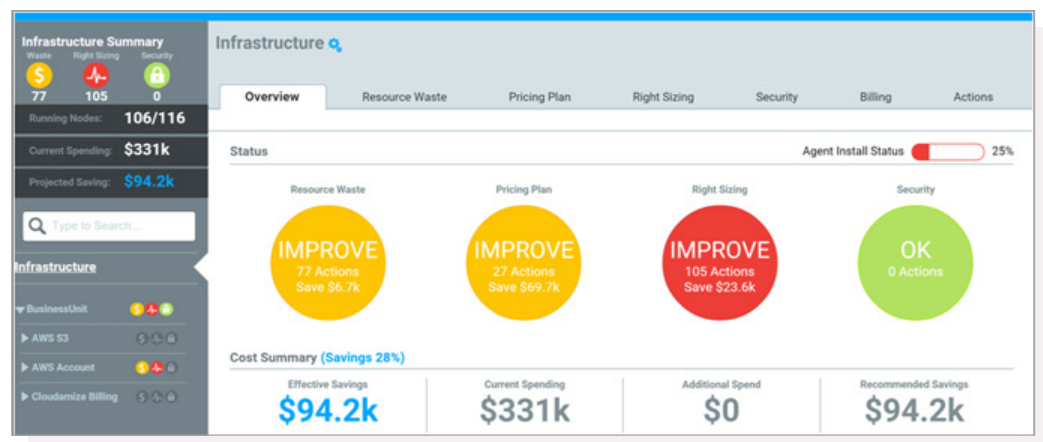 Infrastructure Summary
Waste Right Sizing Security
77 105 0
Running Nodes: 106/116
Current Spending: $331k
Projected Saving: $94.2k
Type to Search...
Infrastructure
BusinessUnit
AWS S3
AWS Account
Cloudamize Billing
Infrastructure
Overview Resource Waste Pricing Plan Right Sizing Security Billing Actions
Status Agent Install Status 25%
Resource Waste Pricing Plan Right Sizing Security
IMPROVE IMPROVE IMPROVE OK
77 Actions 27 Actions 105 Actions 0 Actions
Save $6.7k Save $69.7k Save $23.6k
Cost Summary (Savings 28%)
Effective Savings Current Spending Additional Spend Recommended Savings
$94.2k $331k $0 $94.2k